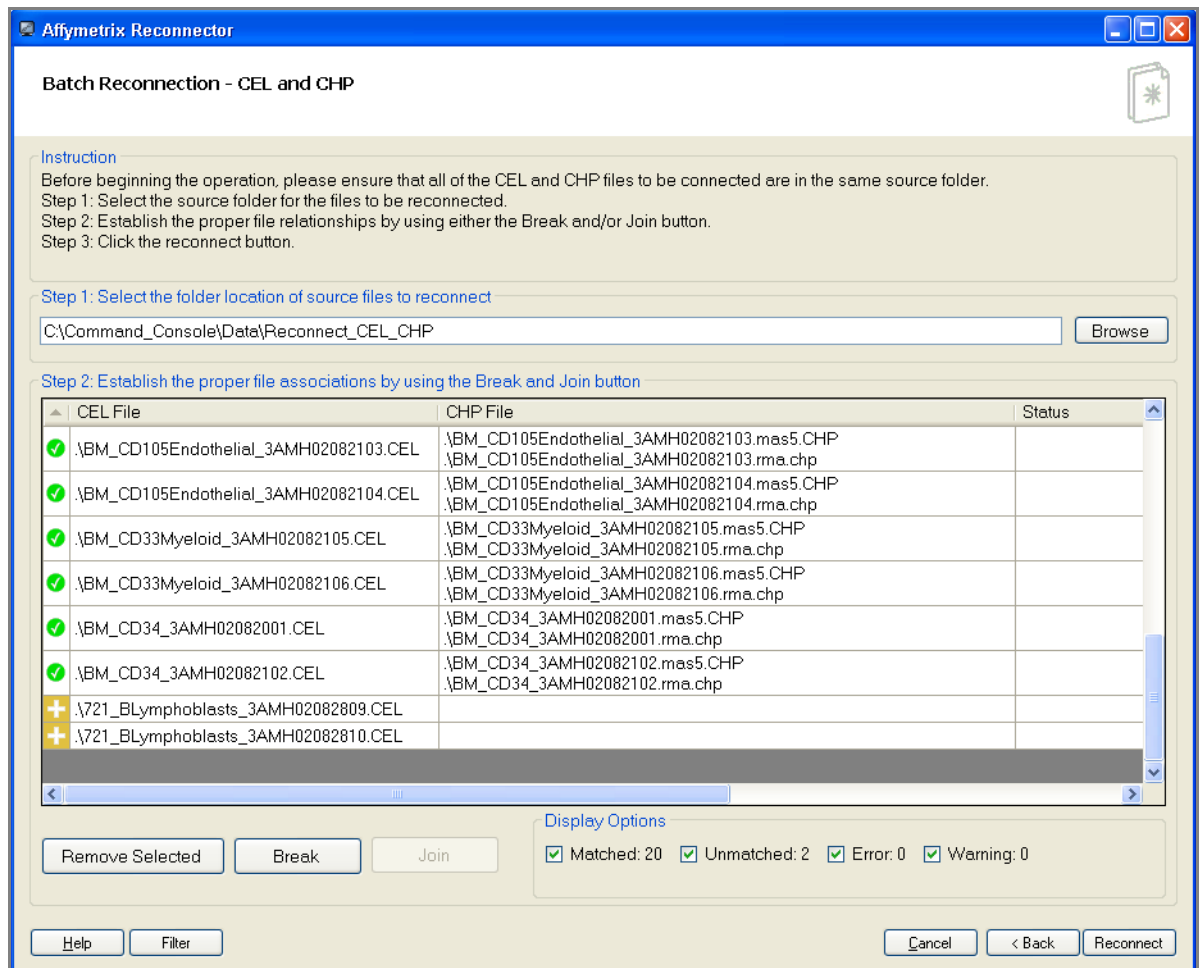 Affymetrix Reconnector
Batch Reconnection - CEL and CHP
Instruction
Before beginning the operation, please ensure that all of the CEL and CHP files to be connected are in the same source folder.
Step 1: Select the source folder for the files to be reconnected.
Step 2: Establish the proper file relationships by using either the Break and/or Join button.
Step 3: Click the reconnect button.
Step 1: Select the folder location of source files to reconnect
C:\Command_Console\Data\Reconnect_CEL_CHP
Browse
Step 2: Establish the proper file associations by using the Break and Join button
CEL File CHP File Status
.\BM_CD105Endothelial_3AMH02082103.CEL
.\BM_CD105Endothelial_3AMH02082103.mas5.CHP
.\BM_CD105Endothelial_3AMH02082103.rma.chp
.\BM_CD105Endothelial_3AMH02082104.CEL
.\BM_CD105Endothelial_3AMH02082104.mas5.CHP
.\BM_CD105Endothelial_3AMH02082104.rma.chp
.\BM_CD33Myeloid_3AMH02082105.CEL
.\BM_CD33Myeloid_3AMH02082105.mas5.CHP
.\BM_CD33Myeloid_3AMH02082105.rma.chp
.\BM_CD33Myeloid_3AMH02082106.CEL
.\BM_CD33Myeloid_3AMH02082106.mas5.CHP
.\BM_CD33Myeloid_3AMH02082106.rma.chp
.\BM_CD34_3AMH02082001.CEL
.\BM_CD34_3AMH02082001.mas5.CHP
.\BM_CD34_3AMH02082001.rma.chp
.\BM_CD34_3AMH02082102.CEL
.\BM_CD34_3AMH02082102.mas5.CHP
.\BM_CD34_3AMH02082102.rma.chp
.\721_BLymphoblasts_3AMH02082809.CEL
.\721_BLymphoblasts_3AMH02082810.CEL
Remove Selected Break Join
Display Options
Matched: 20 Unmatched: 2 Error: 0 Warning: 0
Help Filter Cancel < Back Reconnect